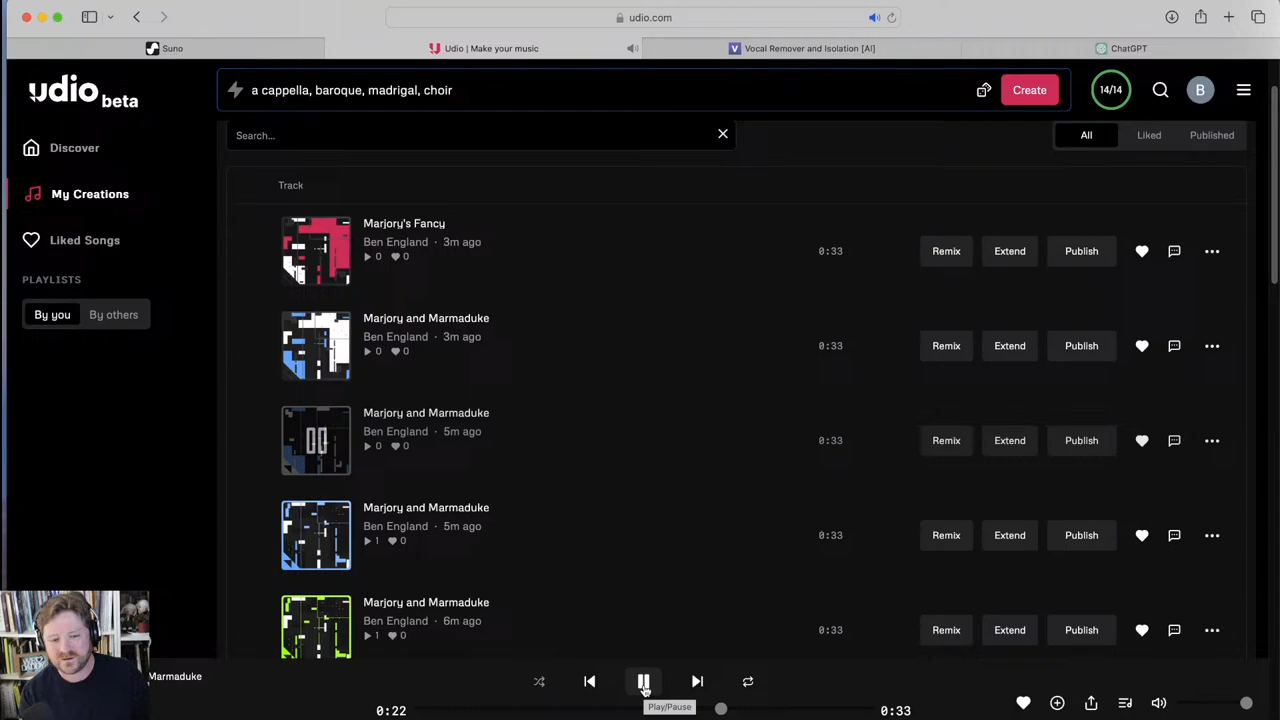 udio.com
Suno
Udio | Make your music
Vocal Remover and Isolation [AI]
ChatGPT
udio beta
a cappella, baroque, madrigal, choir
Create
14/14
B
Discover
My Creations
Liked Songs
PLAYLISTS
By you
By others
Search...
All
Liked
Published
Track
Marjory's Fancy
Ben England · 3m ago
0
0
0:33
Remix
Extend
Publish
Marjory and Marmaduke
Ben England · 3m ago
0
0
0:33
Remix
Extend
Publish
Marjory and Marmaduke
Ben England · 5m ago
0
0
0:33
Remix
Extend
Publish
Marjory and Marmaduke
Ben England · 5m ago
1
0
0:33
Remix
Extend
Publish
Marjory and Marmaduke
Ben England · 6m ago
1
0
0:33
Remix
Extend
Publish
Marmaduke
Play/Pause
0:22
0:33